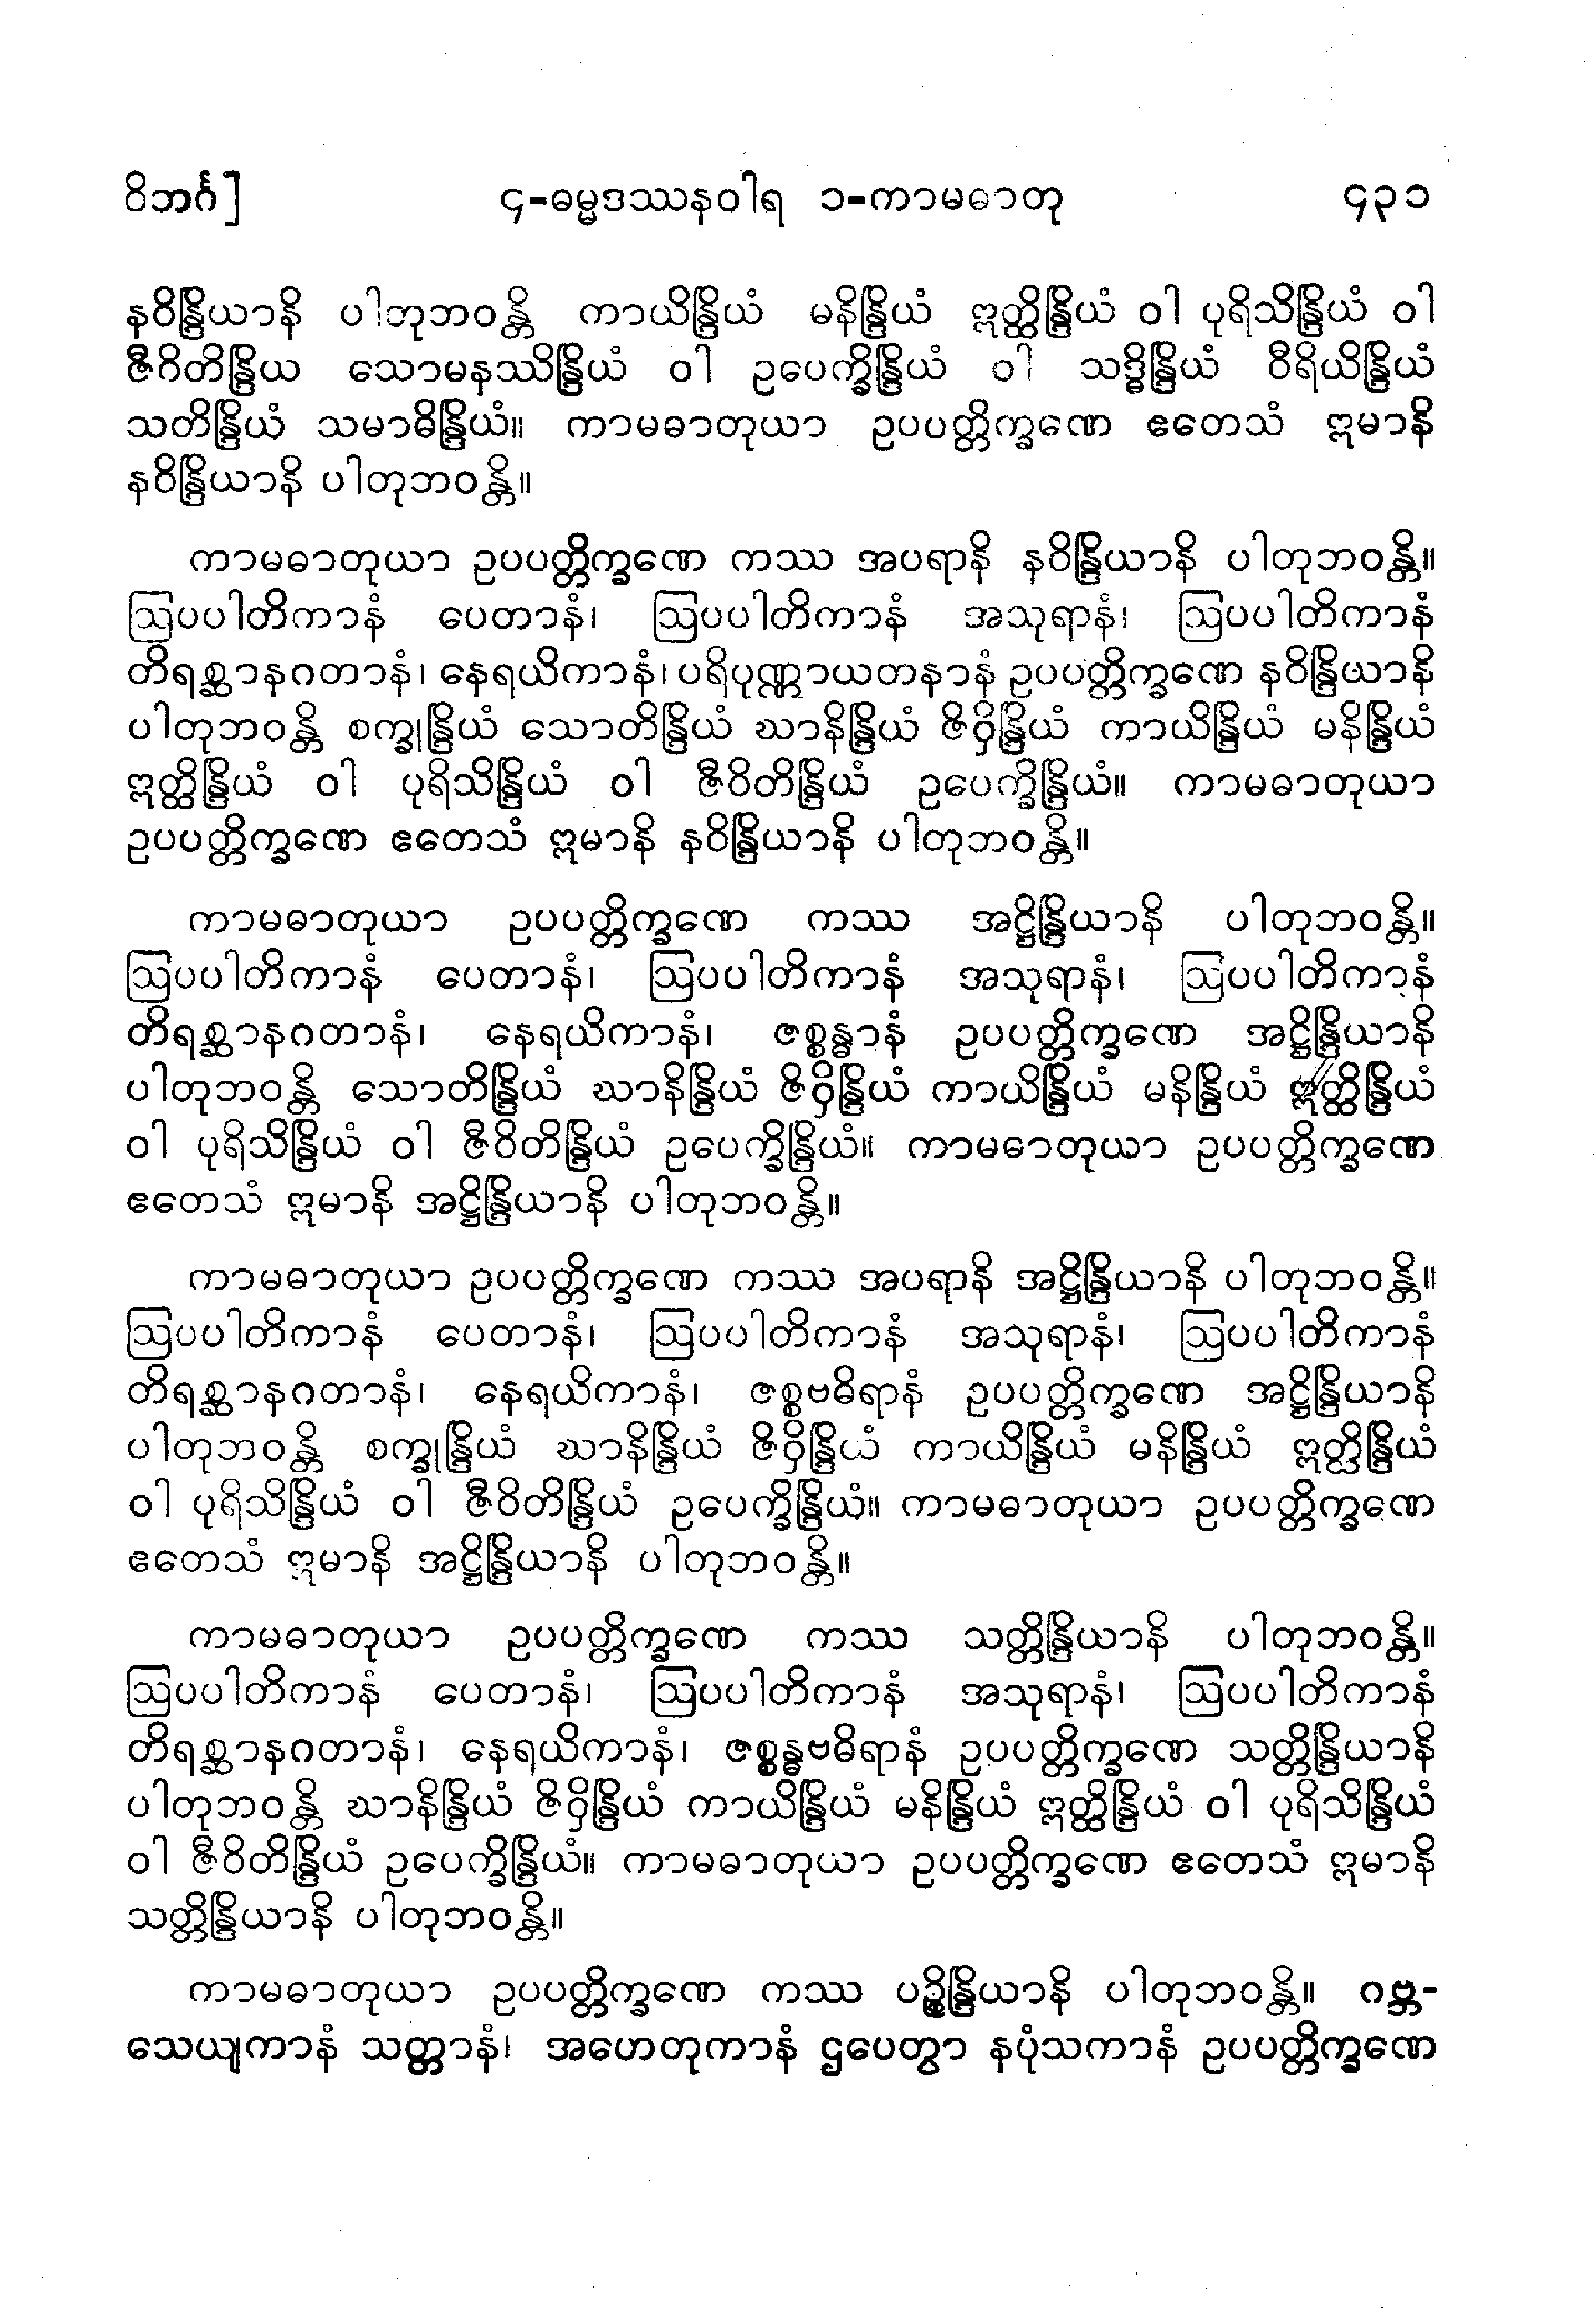 ဝိဘင်္ဂ]	၄-ဓမ္မဒဿနဝါရ ၁-ကာမဓာတု	၄၃၁
နဝိန္ဒြိယာနိ ပါတုဘဝန္တိ ကာယိန္ဒြိယံ မနိန္ဒြိယံ ဣတ္ထိန္ဒြိယံ ဝါ ပုရိသိန္ဒြိယံ ဝါ
ဇီဝိတိန္ဒြိယ သောမနဿိန္ဒြိယံ ဝါ ဥပေက္ခိန္ဒြိယံ ဝါ သဒ္ဓိန္ဒြိယံ ဝီရိယိန္ဒြိယံ
သတိန္ဒြိယံ သမာဓိန္ဒြိယံ။ ကာမဓာတုယာ ဥပပတ္တိက္ခဏေ ဧတေသံ ဣမာနိ
နဝိန္ဒြိယာနိ ပါတုဘဝန္တိ။
ကာမဓာတုယာ ဥပပတ္တိက္ခဏေ ကဿ အပရာနိ နဝိန္ဒြိယာနိ ပါတုဘဝန္တိ။
ဩပပါတိကာနံ ပေတာနံ၊ ဩပပါတိကာနံ အသုရာနံ၊ ဩပပါတိကာနံ
တိရစ္ဆာနဂတာနံ၊ နေရယိကာနံ၊ ပရိပုဏ္ဏာယတနာနံ ဥပပတ္တိက္ခဏေ နဝိန္ဒြိယာနိ
ပါတုဘဝန္တိ စက္ခုန္ဒြိယံ သောတိန္ဒြိယံ ဃာနိန္ဒြိယံ ဇိဝှိန္ဒြိယံ ကာယိန္ဒြိယံ မနိန္ဒြိယံ
ဣတ္ထိန္ဒြိယံ ဝါ ပုရိသိန္ဒြိယံ ဝါ ဇီဝိတိန္ဒြိယံ ဥပေက္ခိန္ဒြိယံ။ ကာမဓာတုယာ
ဥပပတ္တိက္ခဏေ ဧတေသံ ဣမာနိ နဝိန္ဒြိယာနိ ပါတုဘဝန္တိ။
ကာမဓာတုယာ ဥပပတ္တိက္ခဏေ ကဿ အဋ္ဌိန္ဒြိယာနိ ပါတုဘဝန္တိ။
ဩပပါတိကာနံ ပေတာနံ၊ ဩပပါတိကာနံ အသုရာနံ၊ ဩပပါတိကာနံ
တိရစ္ဆာနဂတာနံ၊ နေရယိကာနံ၊ ဇစ္စန္ဓာနံ ဥပပတ္တိက္ခဏေ အဋ္ဌိန္ဒြိယာနိ
ပါတုဘဝန္တိ သောတိန္ဒြိယံ ဃာနိန္ဒြိယံ ဇိဝှိန္ဒြိယံ ကာယိန္ဒြိယံ မနိန္ဒြိယံ ဣတ္ထိန္ဒြိယံ
ဝါ ပုရိသိန္ဒြိယံ ဝါ ဇီဝိတိန္ဒြိယံ ဥပေက္ခိန္ဒြိယံ။ ကာမဓာတုယာ ဥပပတ္တိက္ခဏေ
ဧတေသံ ဣမာနိ အဋ္ဌိန္ဒြိယာနိ ပါတုဘဝန္တိ။
ကာမဓာတုယာ ဥပပတ္တိက္ခဏေ ကဿ အပရာနိ အဋ္ဌိန္ဒြိယာနိ ပါတုဘဝန္တိ။
ဩပပါတိကာနံ ပေတာနံ၊ ဩပပါတိကာနံ အသုရာနံ၊ ဩပပါတိကာနံ
တိရစ္ဆာနဂတာနံ၊ နေရယိကာနံ၊ ဇစ္စဗဓိရာနံ ဥပပတ္တိက္ခဏေ အဋ္ဌိန္ဒြိယာနိ
ပါတုဘဝန္တိ စက္ခုန္ဒြိယံ ဃာနိန္ဒြိယံ ဇိဝှိန္ဒြိယံ ကာယိန္ဒြိယံ မနိန္ဒြိယံ ဣတ္ထိန္ဒြိယံ
ဝါ ပုရိသိန္ဒြိယံ ဝါ ဇီဝိတိန္ဒြိယံ ဥပေက္ခိန္ဒြိယံ။ ကာမဓာတုယာ ဥပပတ္တိက္ခဏေ
ဧတေသံ ဣမာနိ အဋ္ဌိန္ဒြိယာနိ ပါတုဘဝန္တိ။
ကာမဓာတုယာ ဥပပတ္တိက္ခဏေ ကဿ သတ္တိန္ဒြိယာနိ ပါတုဘဝန္တိ။
ဩပပါတိကာနံ ပေတာနံ၊ ဩပပါတိကာနံ အသုရာနံ၊ ဩပပါတိကာနံ
တိရစ္ဆာနဂတာနံ၊ နေရယိကာနံ၊ ဇစ္စန္ဓဗဓိရာနံ ဥပပတ္တိက္ခဏေ သတ္တိန္ဒြိယာနိ
ပါတုဘဝန္တိ ဃာနိန္ဒြိယံ ဇိဝှိန္ဒြိယံ ကာယိန္ဒြိယံ မနိန္ဒြိယံ ဣတ္ထိန္ဒြိယံ ဝါ ပုရိသိန္ဒြိယံ
ဝါ ဇီဝိတိန္ဒြိယံ ဥပေက္ခိန္ဒြိယံ။ ကာမဓာတုယာ ဥပပတ္တိက္ခဏေ ဧတေသံ ဣမာနိ
သတ္တိန္ဒြိယာနိ ပါတုဘဝန္တိ။
ကာမဓာတုယာ ဥပပတ္တိက္ခဏေ ကဿ ပဉ္စိန္ဒြိယာနိ ပါတုဘဝန္တိ။ ဂဗ္ဘ-
သေယျကာနံ သတ္တာနံ၊ အဟေတုကာနံ ဌပေတွာ နပုံသကာနံ ဥပပတ္တိက္ခဏေ